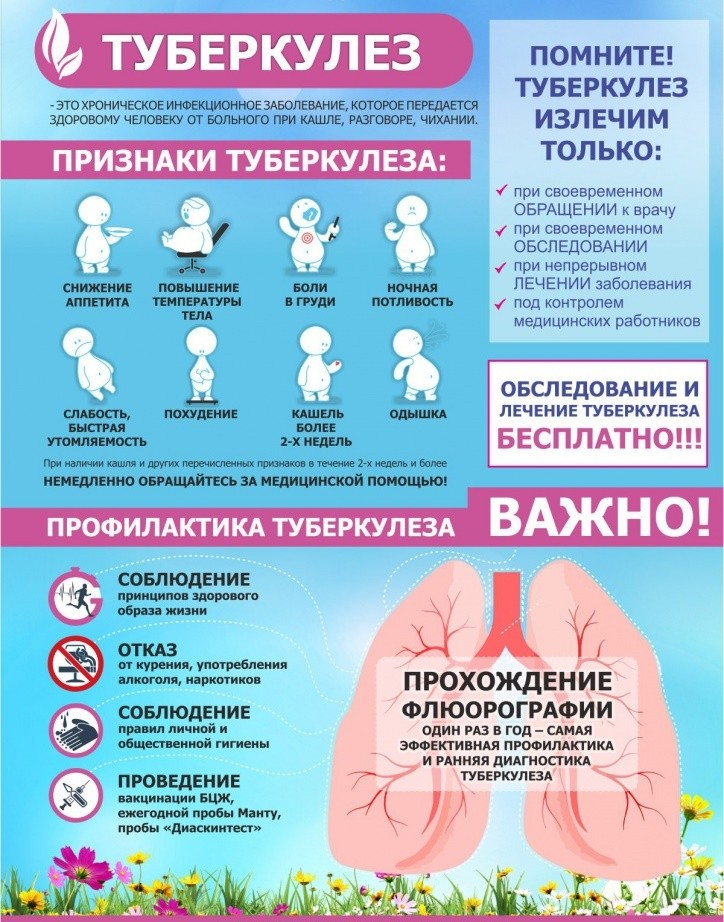 ТУБЕРКУЛЕЗ
- ЭТО ХРОНИЧЕСКОЕ ИНФЕКЦИОННОЕ ЗАБОЛЕВАНИЕ, КОТОРОЕ ПЕРЕДАЕТСЯ
ЗДОРОВОМУ ЧЕЛОВЕКУ ОТ БОЛЬНОГО ПРИ КАШЛЕ, РАЗГОВОРЕ, ЧИХАНИИ.
ПРИЗНАКИ ТУБЕРКУЛЕЗА:
СНИЖЕНИЕ
АППЕТИТА
ПОВЫШЕНИЕ
ТЕМПЕРАТУРЫ
ТЕЛА
БОЛИ
В ГРУДИ
НОЧНАЯ
ПОТЛИВОСТЬ
СЛАБОСТЬ,
БЫСТРАЯ
УТОМЛЯЕМОСТЬ
ПОХУДЕНИЕ
КАШЕЛЬ
БОЛЕЕ
2-Х НЕДЕЛЬ
ОДЫШКА
При наличии кашля и других перечисленных признаков в течение 2-х недель и более
НЕМЕДЛЕННО ОБРАЩАЙТЕСЬ ЗА МЕДИЦИНСКОЙ ПОМОЩЬЮ!
ПОМНИТЕ!
ТУБЕРКУЛЕЗ
ИЗЛЕЧИМ
ТОЛЬКО:
при своевременном
ОБРАЩЕНИИ к врачу
при своевременном
ОБСЛЕДОВАНИИ
при непрерывном
ЛЕЧЕНИИ заболевания
под контролем
медицинских работников
ОБСЛЕДОВАНИЕ И
ЛЕЧЕНИЕ ТУБЕРКУЛЕЗА
БЕСПЛАТНО!!!
ПРОФИЛАКТИКА ТУБЕРКУЛЕЗА
ВАЖНО!
СОБЛЮДЕНИЕ
принципов здорового
образа жизни
ОТКАЗ
от курения, употребления
алкоголя, наркотиков
СОБЛЮДЕНИЕ
правил личной и
общественной гигиены
ПРОВЕДЕНИЕ
вакцинации БЦЖ,
ежегодной пробы Манту,
пробы «Диаскинтест»
ПРОХОЖДЕНИЕ
ФЛЮОРОГРАФИИ
ОДИН РАЗ В ГОД – САМАЯ
ЭФФЕКТИВНАЯ ПРОФИЛАКТИКА
И РАННЯЯ ДИАГНОСТИКА
ТУБЕРКУЛЕЗА